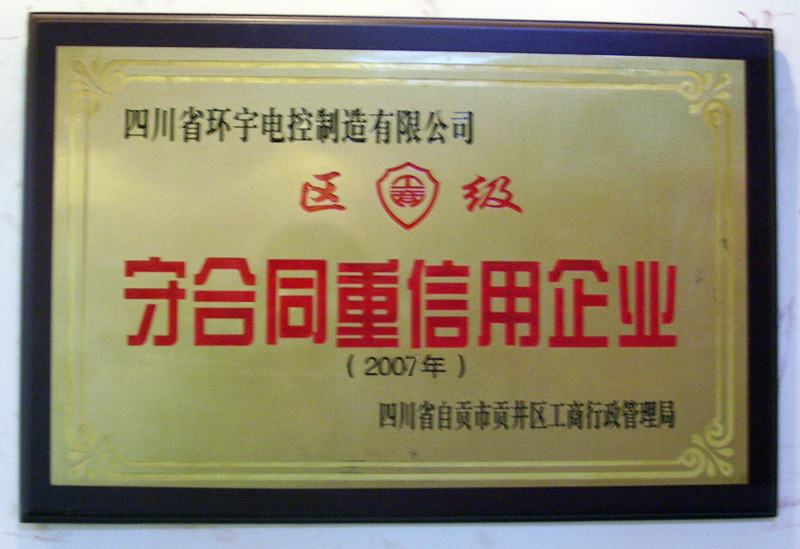 四川省环宇电控制造有限公司
区 工商 级
守合同重信用企业
(2007年)
四川省自贡市贡井区工商行政管理局